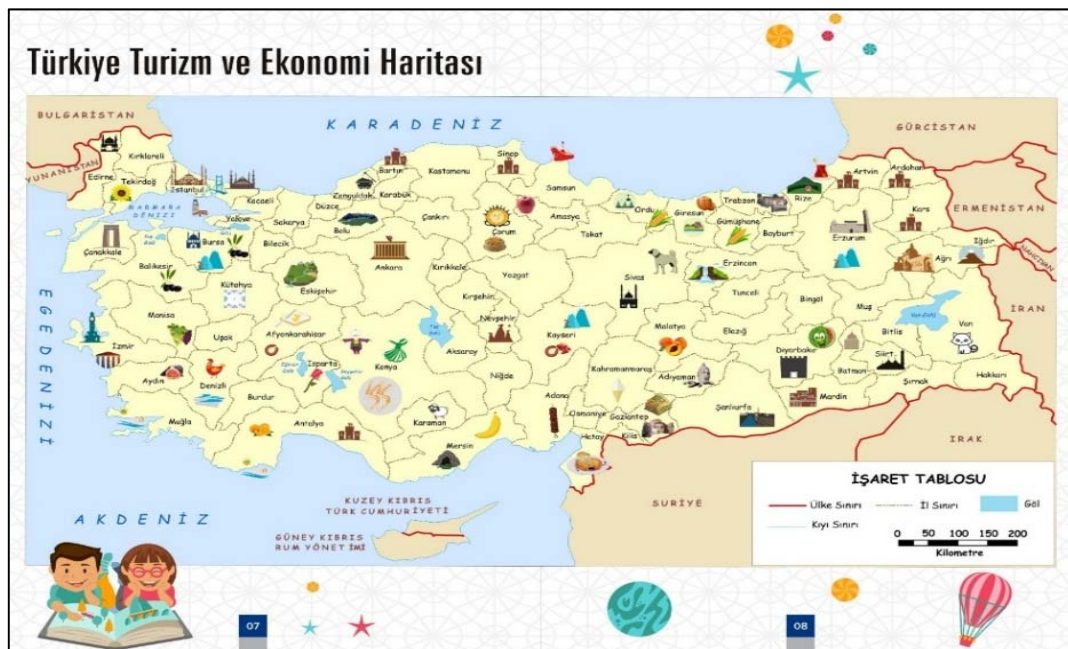 Türkiye Turizm ve Ekonomi Haritası
BULGARİSTAN
KARADENİZ
GÜRCİSTAN
YUNANİSTAN
ERMENİSTAN
İRAN
IRAK
SURİYE
EGE DENİZİ
AKDENİZ
MARMARA
DENİZİ
Kırklareli
Edirne
Tekirdağ
İstanbul
Kocaeli
Yalova
Sakarya
Düzce
Zonguldak
Bartın
Karabük
Kastamonu
Sinop
Samsun
Ordu
Giresun
Trabzon
Rize
Artvin
Ardahan
Çanakkale
Bursa
Bilecik
Bolu
Çankırı
Çorum
Amasya
Tokat
Gümüşhane
Bayburt
Erzurum
Kars
Iğdır
Balıkesir
Kütahya
Eskişehir
Ankara
Kırıkkale
Yozgat
Sivas
Erzincan
Ağrı
Manisa
Uşak
Afyonkarahisar
Kırşehir
Nevşehir
Kayseri
Malatya
Elazığ
Tunceli
Bingöl
Muş
Bitlis
Van
Van Gölü
İzmir
Aydın
Denizli
Isparta
Konya
Tuz
Gölü
Aksaray
Niğde
Kahramanmaraş
Adıyaman
Diyarbakır
Batman
Siirt
Şırnak
Hakkari
Muğla
Burdur
Antalya
Karaman
Mersin
Adana
Osmaniye
Gaziantep
Şanlıurfa
Mardin
Hatay
Kilis
KUZEY KIBRIS
TÜRK CUMHURİYETİ
GÜNEY KIBRIS
RUM YÖNETİMİ
İŞARET TABLOSU
Ülke Sınırı
İl Sınırı
Göl
Kıyı Sınırı
0 50 100 150 200
Kilometre
07
08